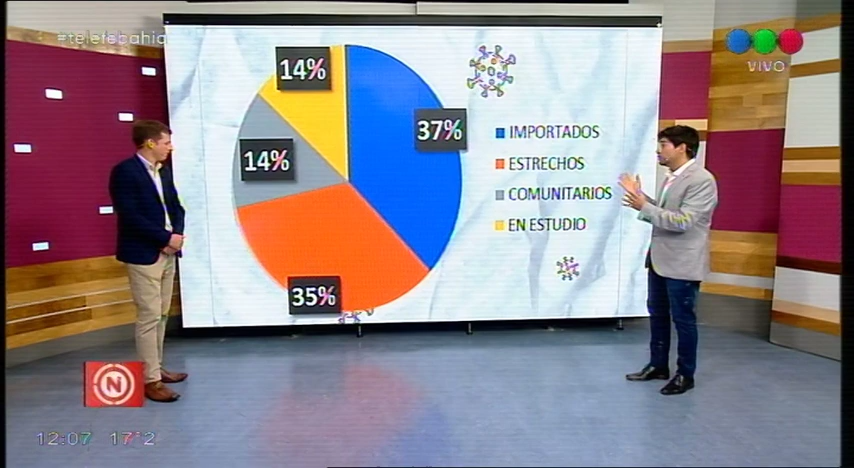 #telefebahia
VIVO
14%
37%
14%
35%
IMPORTADOS
ESTRECHOS
COMUNITARIOS
EN ESTUDIO
N
12:07 17°2